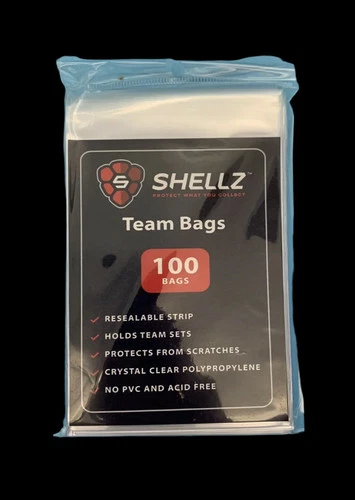 S
SHELLZ™
PROTECT WHAT YOU COLLECT
Team Bags
100
BAGS
RESEALABLE STRIP
HOLDS TEAM SETS
PROTECTS FROM SCRATCHES
CRYSTAL CLEAR POLYPROPYLENE
NO PVC AND ACID FREE